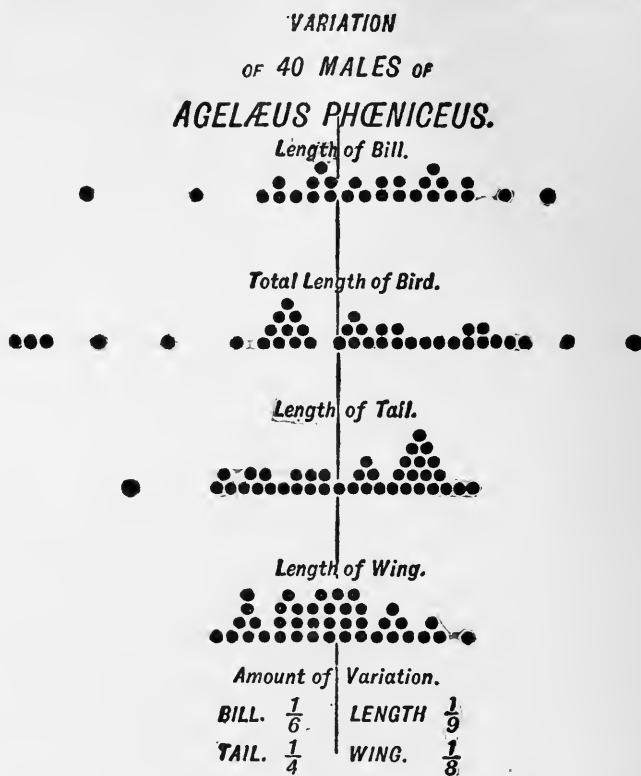 VARIATION
OF 40 MALES OF
AGELÆUS PHŒNICEUS.
Length of Bill.
Total Length of Bird.
Length of Tail.
Length of Wing.
Amount of Variation.
BILL. 1/6 LENGTH 1/9
TAIL. 1/4 WING. 1/8